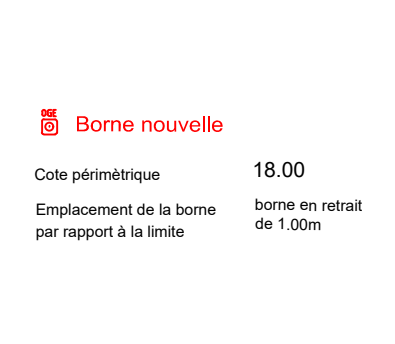 OGE
Borne nouvelle
Cote périmètrique
18.00
Emplacement de la borne
par rapport à la limite
borne en retrait
de 1.00m